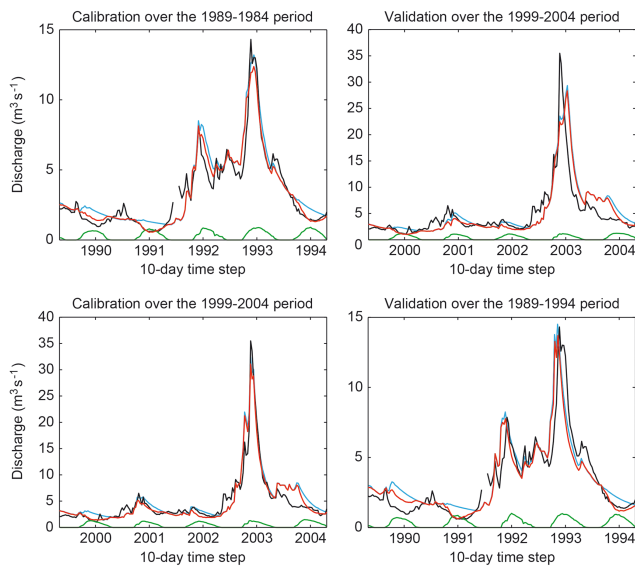 Calibration over the 1989-1984 period
Validation over the 1999-2004 period
15
10
5
0
Discharge (m³ s⁻¹)
1990 1991 1992 1993 1994
10-day time step
40
35
30
25
20
15
10
5
0
2000 2001 2002 2003 2004
10-day time step
Calibration over the 1999-2004 period
Validation over the 1989-1994 period
40
35
30
25
20
15
10
5
0
Discharge (m³ s⁻¹)
2000 2001 2002 2003 2004
10-day time step
15
10
5
0
1990 1991 1992 1993 1994
10-day time step